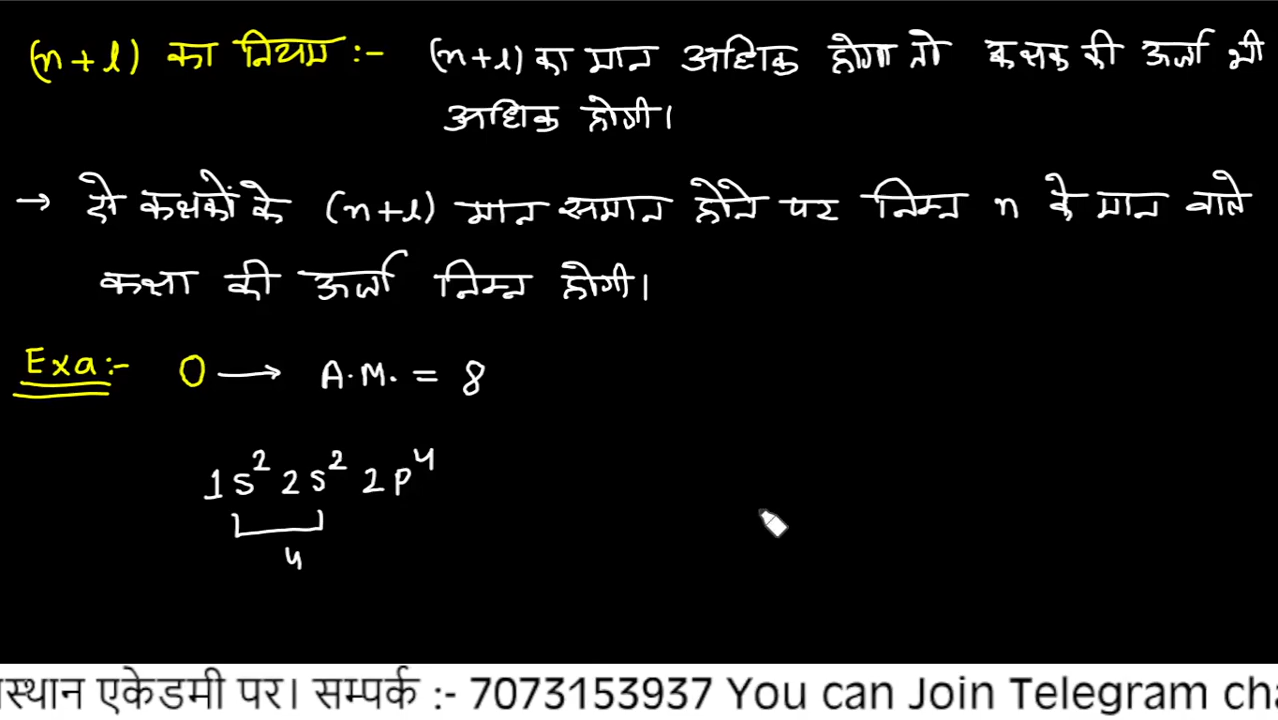 (n+l) का नियम :- (n+l) का मान अधिक होगा तो कक्षक की ऊर्जा भी
अधिक होगी।
→ दो कक्षकों के (n+l) मान समान होने पर निम्न n के मान वाले
कक्षा की ऊर्जा निम्न होगी।
Exa:- O → A.M. = 8
1s² 2s² 2p⁴
4
स्थान एकेडमी पर। सम्पर्क :- 7073153937 You can Join Telegram cha